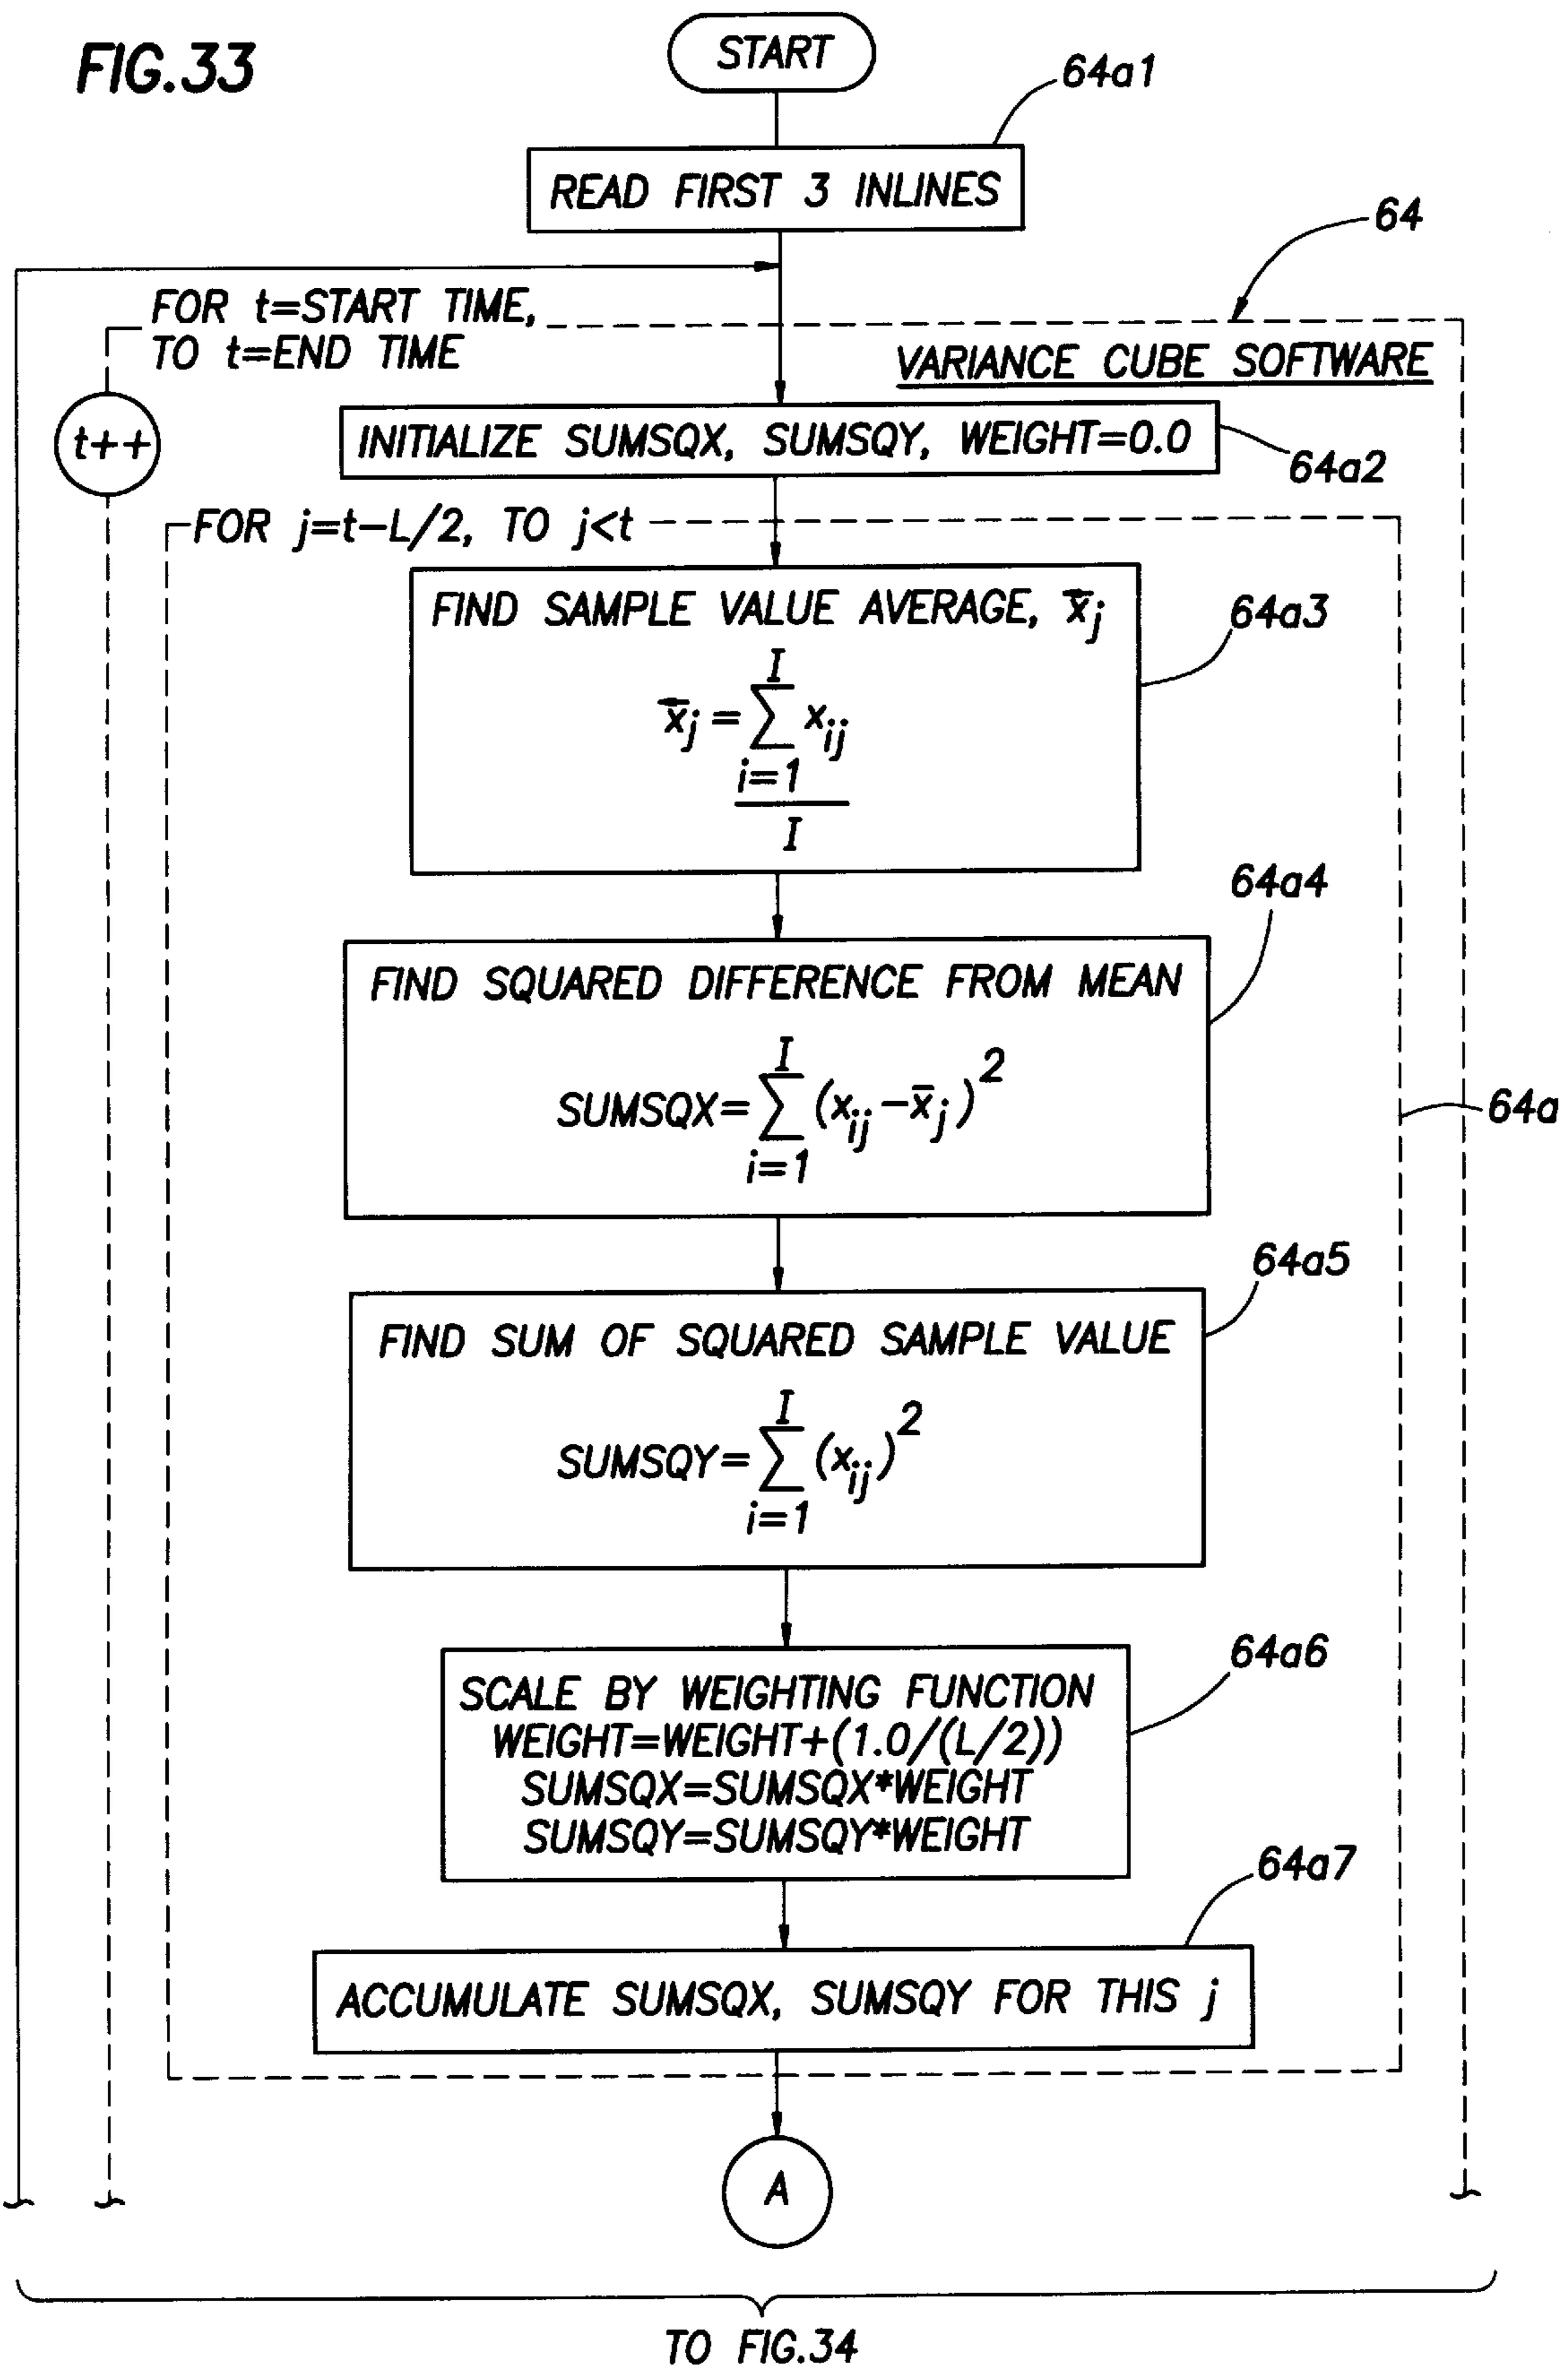 FIG.33
START
64a1
READ FIRST 3 INLINES
64
FOR t=START TIME,
TO t=END TIME
VARIANCE CUBE SOFTWARE
t++
INITIALIZE SUMSQX, SUMSQY, WEIGHT=0.0
64a2
FOR j=t-L/2, TO j<t
FIND SAMPLE VALUE AVERAGE, x̄j
64a3
I
x̄j = ∑ xij
i=1
I
64a4
FIND SQUARED DIFFERENCE FROM MEAN
I
SUMSQX= ∑ (xij-x̄j)2
i=1
64a
64a5
FIND SUM OF SQUARED SAMPLE VALUE
I
SUMSQY= ∑ (xij)2
i=1
64a6
SCALE BY WEIGHTING FUNCTION
WEIGHT=WEIGHT+(1.0/(L/2))
SUMSQX=SUMSQX*WEIGHT
SUMSQY=SUMSQY*WEIGHT
64a7
ACCUMULATE SUMSQX, SUMSQY FOR THIS j
A
TO FIG.34